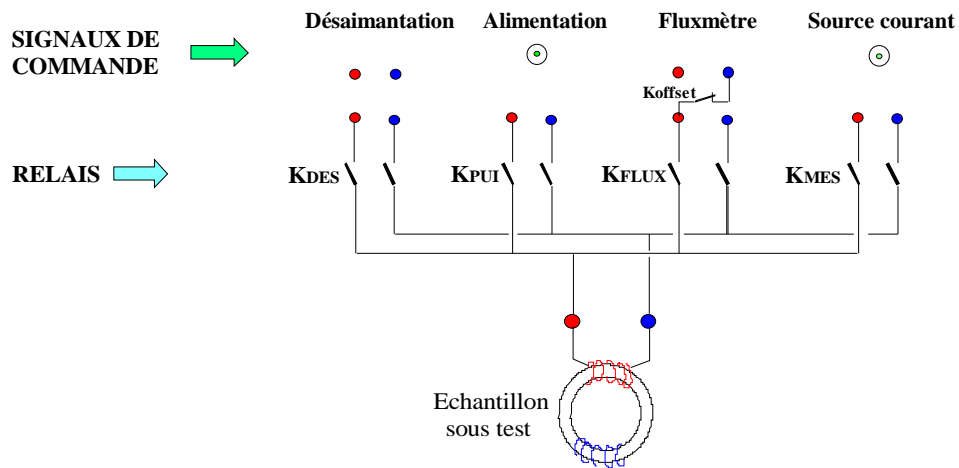 Désaimantation Alimentation Fluxmètre Source courant
SIGNAUX DE
COMMANDE
Koffset
RELAIS
KDES KPUI KFLUX KMES
Echantillon
sous test